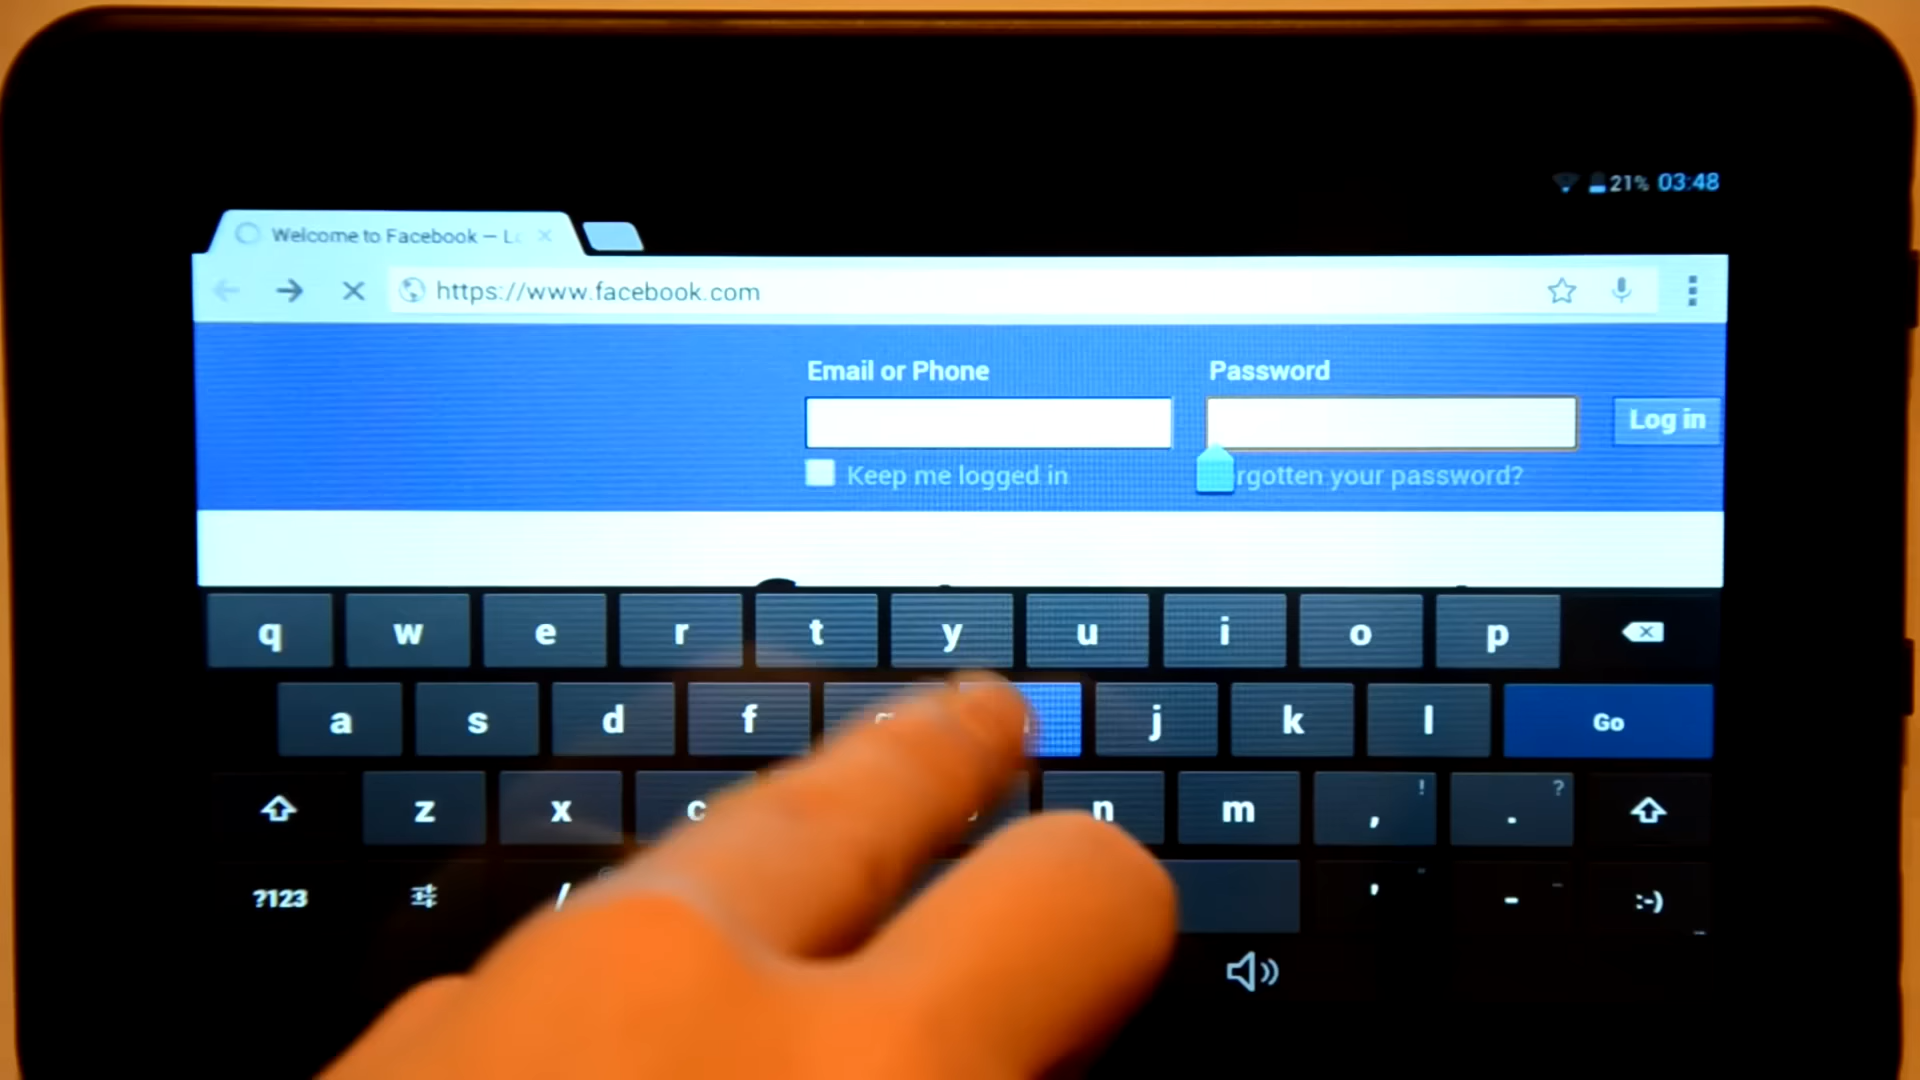 21% 03:48
Welcome to Facebook – L
https://www.facebook.com
Email or Phone Password
Log in
Keep me logged in rgotten your password?
q w e r t y u i o p
a s d f j k l Go
z x c n m , ! . ?
?123 / ' - :-)